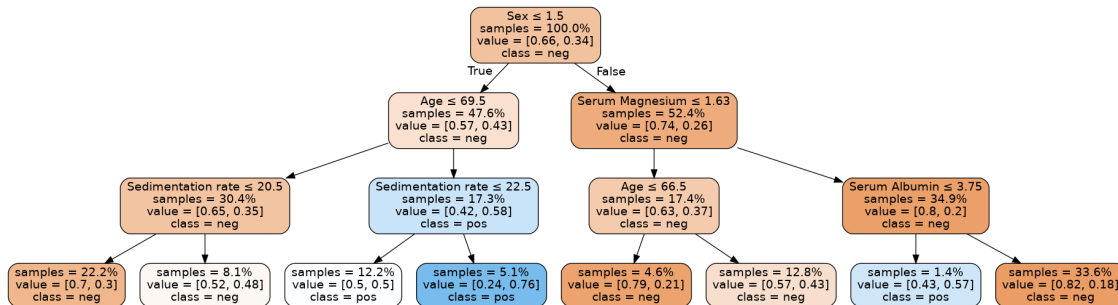 Sex ≤ 1.5
samples = 100.0%
value = [0.66, 0.34]
class = neg
True
False
Age ≤ 69.5
samples = 47.6%
value = [0.57, 0.43]
class = neg
Serum Magnesium ≤ 1.63
samples = 52.4%
value = [0.74, 0.26]
class = neg
Sedimentation rate ≤ 20.5
samples = 30.4%
value = [0.65, 0.35]
class = neg
Sedimentation rate ≤ 22.5
samples = 17.3%
value = [0.42, 0.58]
class = pos
Age ≤ 66.5
samples = 17.4%
value = [0.63, 0.37]
class = neg
Serum Albumin ≤ 3.75
samples = 34.9%
value = [0.8, 0.2]
class = neg
samples = 22.2%
value = [0.7, 0.3]
class = neg
samples = 8.1%
value = [0.52, 0.48]
class = neg
samples = 12.2%
value = [0.5, 0.5]
class = pos
samples = 5.1%
value = [0.24, 0.76]
class = pos
samples = 4.6%
value = [0.79, 0.21]
class = neg
samples = 12.8%
value = [0.57, 0.43]
class = neg
samples = 1.4%
value = [0.43, 0.57]
class = pos
samples = 33.6%
value = [0.82, 0.18]
class = neg